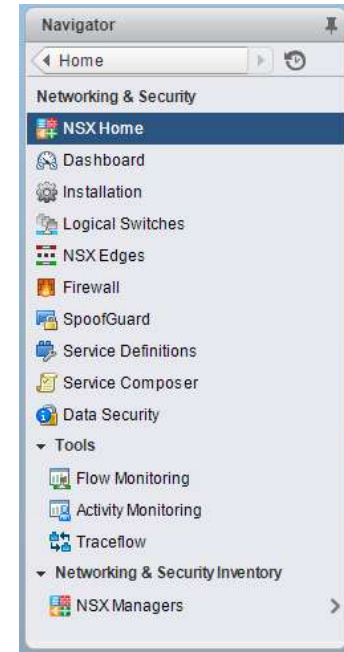 Navigator
Home
Networking & Security
NSX Home
Dashboard
Installation
Logical Switches
NSX Edges
Firewall
SpoofGuard
Service Definitions
Service Composer
Data Security
Tools
Flow Monitoring
Activity Monitoring
Traceflow
Networking & Security Inventory
NSX Managers